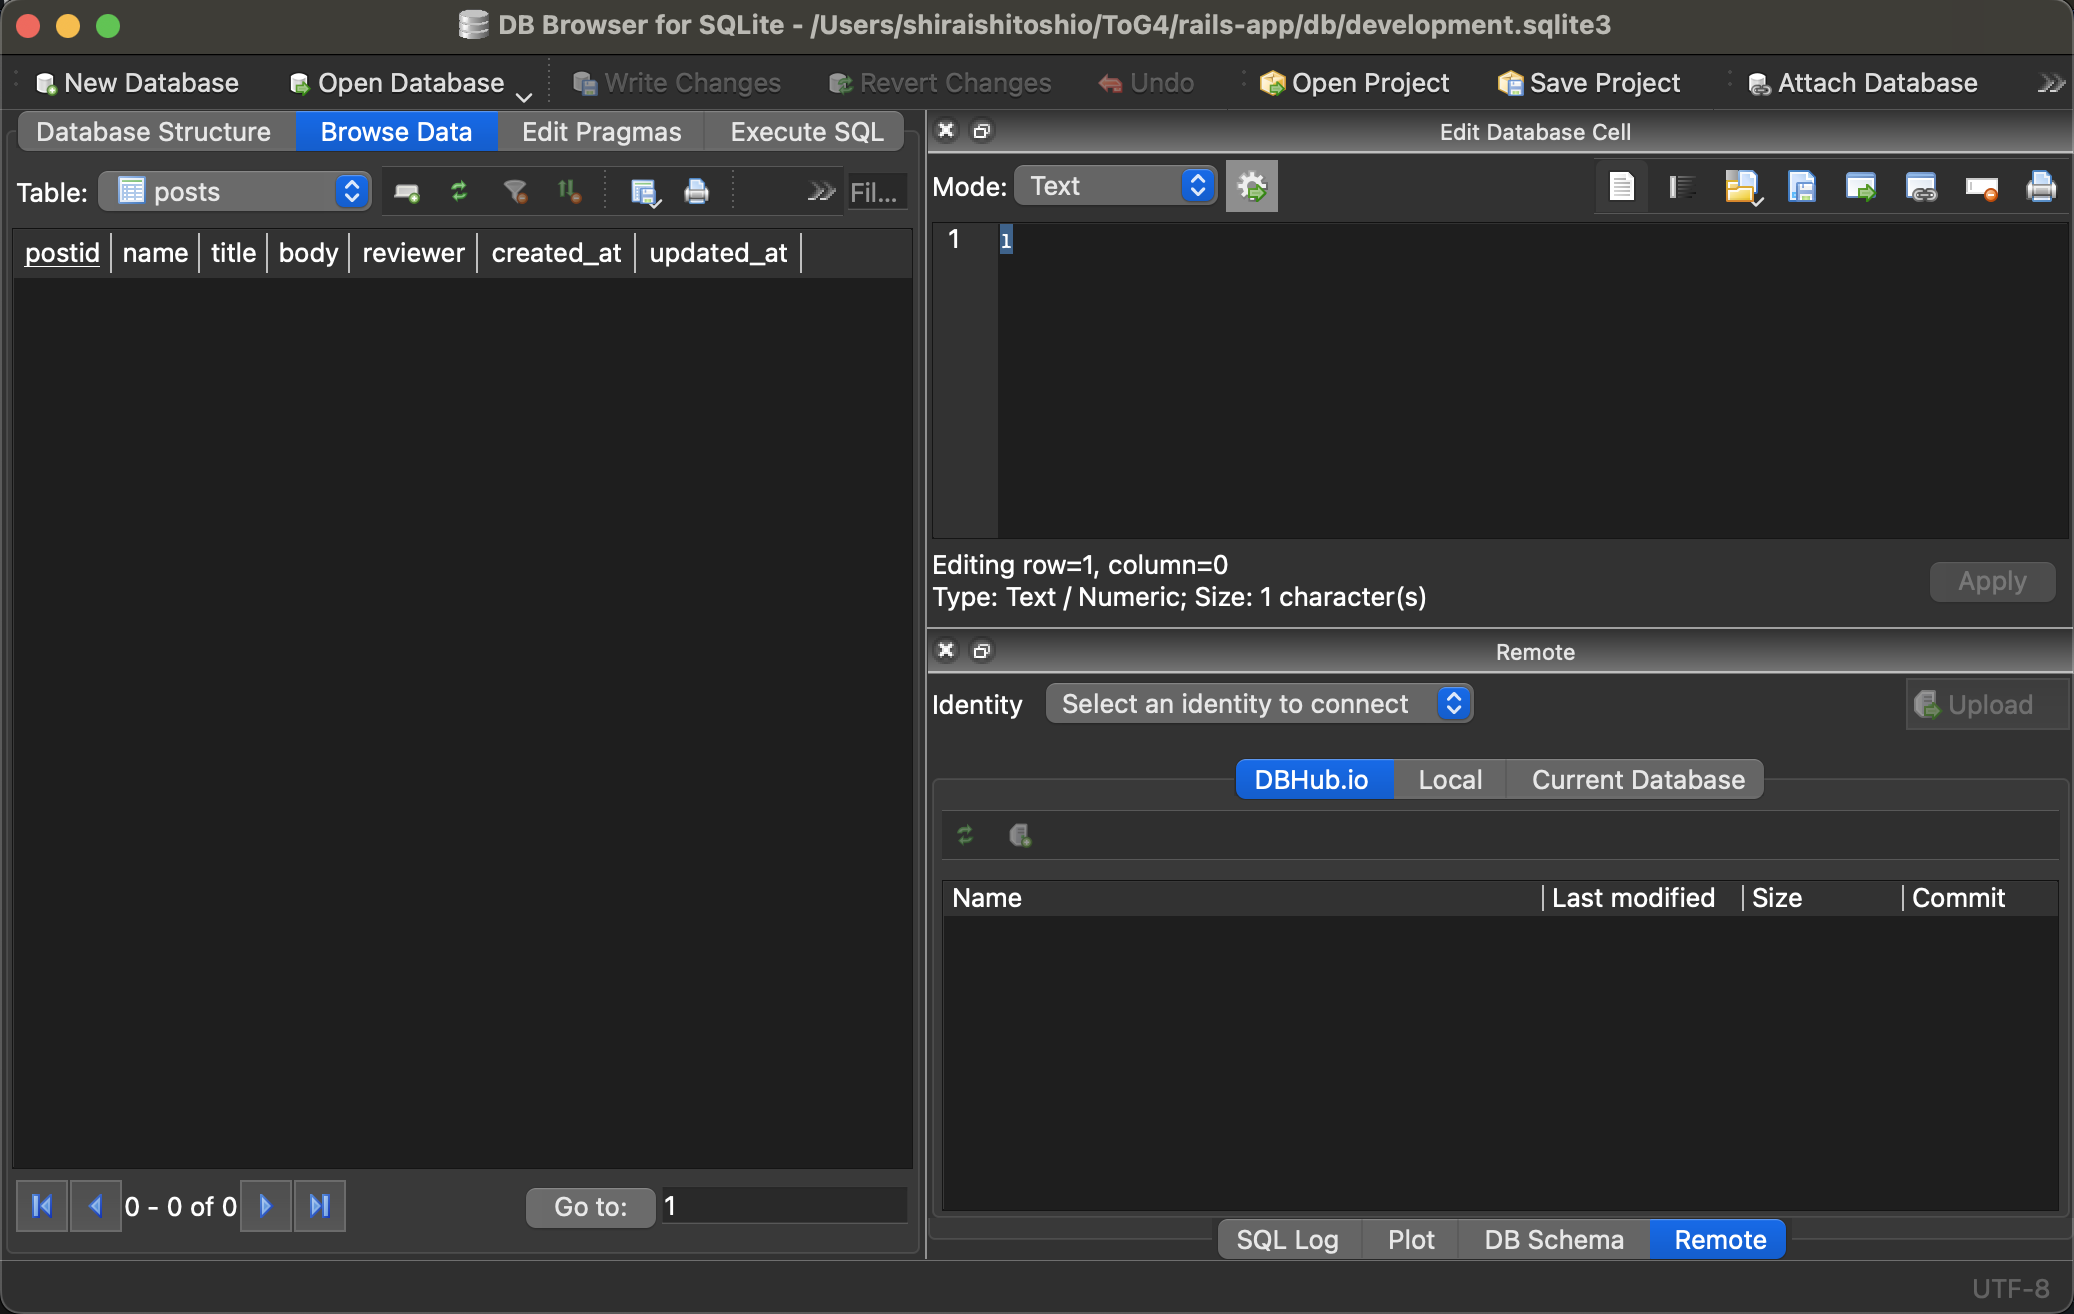 DB Browser for SQLite - /Users/shiraishitoshio/ToG4/rails-app/db/development.sqlite3
New Database Open Database Write Changes Revert Changes Undo Open Project Save Project Attach Database
Database Structure Browse Data Edit Pragmas Execute SQL
Table: posts Fil...
postid name title body reviewer created_at updated_at
0 - 0 of 0 Go to: 1
Edit Database Cell
Mode: Text
1 1
Editing row=1, column=0
Type: Text / Numeric; Size: 1 character(s)
Apply
Remote
Identity Select an identity to connect Upload
DBHub.io Local Current Database
Name Last modified Size Commit
SQL Log Plot DB Schema Remote
UTF-8